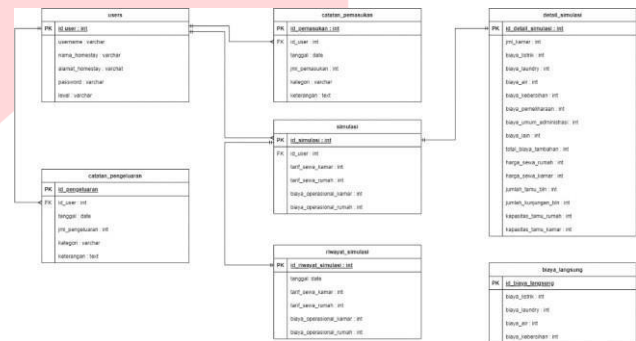 users
PK id user : int
username : varchar
nama_homestay : varchar
alamat_homestay : varchar
password : varchar
level : varchar
catatan_pengeluaran
PK id_pengeluaran
FK id_user : int
tanggal : date
jml_pengeluaran : int
kategori : varchar
keterangan : text
catatan_pemasukan
PK id_pemasukan : int
FK id_user : int
tanggal : date
jml_pemasukan : int
kategori : varchar
keterangan : text
simulasi
PK id_simulasi : int
FK id_user : int
tarif_sewa_kamar : int
tarif_sewa_rumah : int
biaya_operasional_kamar : int
biaya_operasional_rumah : int
riwayat_simulasi
PK id_riwayat_simulasi : int
tanggal : date
tarif_sewa_kamar : int
tarif_sewa_rumah : int
biaya_operasional_kamar : int
biaya_operasional_rumah : int
detail_simulasi
PK id_detail_simulasi : int
jml_kamar : int
biaya_listrik : int
biaya_laundry : int
biaya_air : int
biaya_kebersihan : int
biaya_pemeliharaan : int
biaya_umum_administrasi : int
total_biaya_tambahan : int
harga_sewa_rumah : int
harga_sewa_kamar : int
jumlah_tamu_bln : int
jumlah_kunjungan_bln : int
kapasitas_tamu_rumah : int
kapasitas_tamu_kamar : int
biaya_langsung
PK id_biaya_langsung
biaya_listrik : int
biaya_laundry : int
biaya_air : int
biaya_kebersihan : int